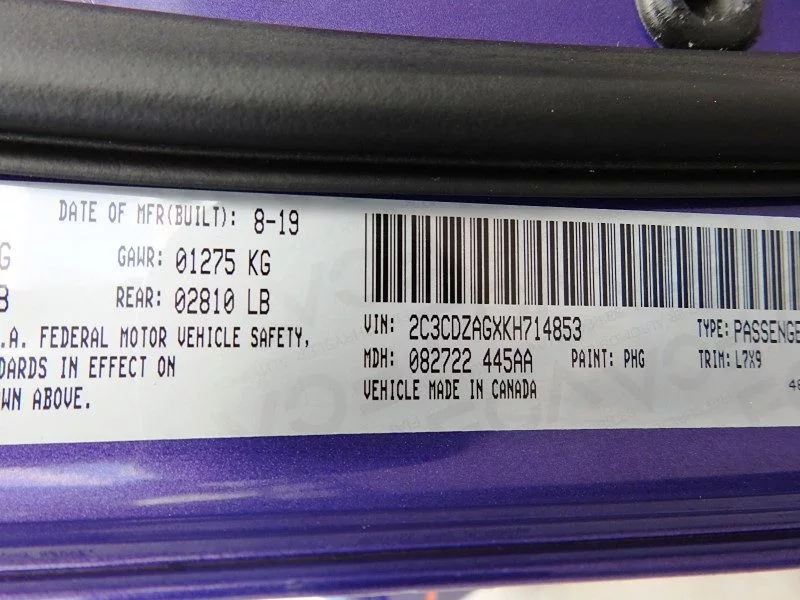 DATE OF MFR(BUILT): 8-19
G GAWR: 01275 KG
B REAR: 02810 LB
.A. FEDERAL MOTOR VEHICLE SAFETY,
DARDS IN EFFECT ON
WN ABOVE.
VIN: 2C3CDZAGXKH714853
TYPE: PASSENGE
MDH: 082722 445AA
PAINT: PHG
TRIM: L7X9
VEHICLE MADE IN CANADA
48